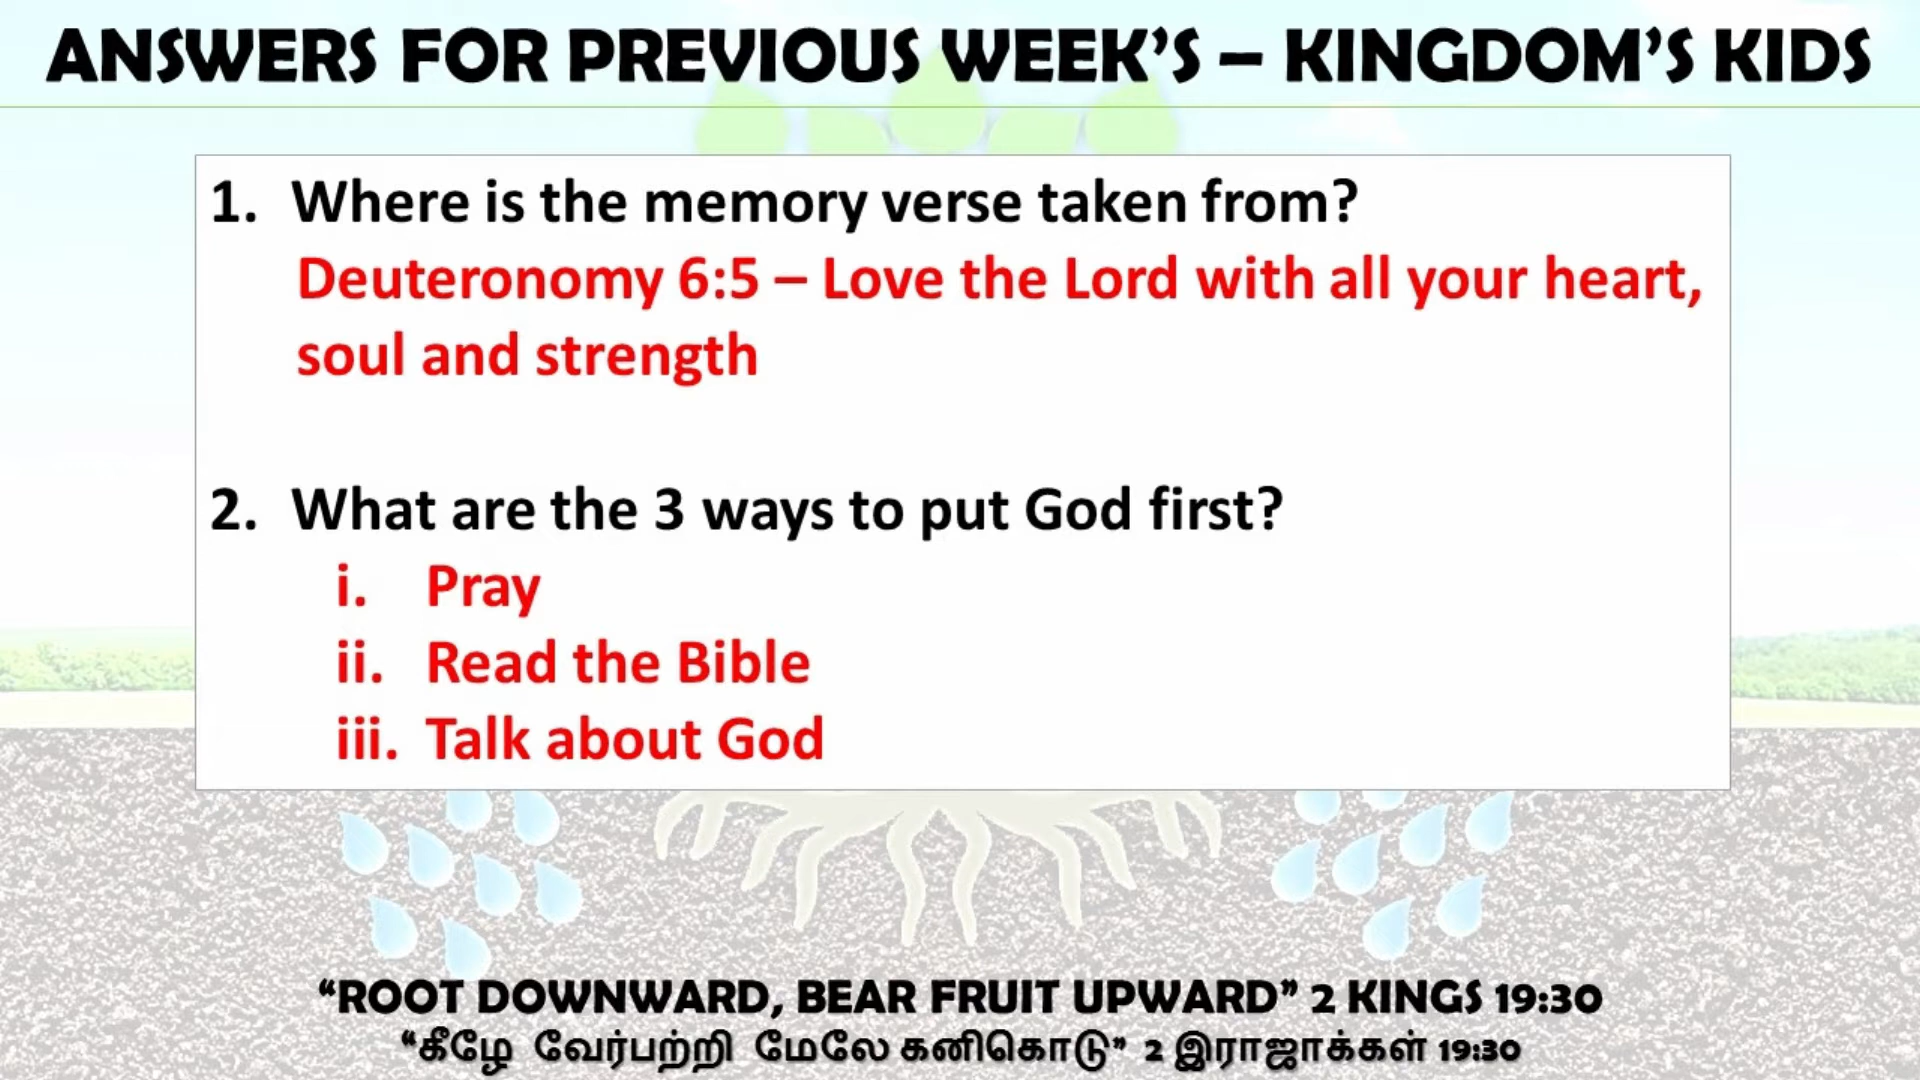 ANSWERS FOR PREVIOUS WEEK'S – KINGDOM'S KIDS
1. Where is the memory verse taken from?
Deuteronomy 6:5 – Love the Lord with all your heart,
soul and strength
2. What are the 3 ways to put God first?
i. Pray
ii. Read the Bible
iii. Talk about God
“ROOT DOWNWARD, BEAR FRUIT UPWARD” 2 KINGS 19:30
“கீழே வேர்பற்றி மேலே கனிகொடு” 2 இராஜாக்கள் 19:30